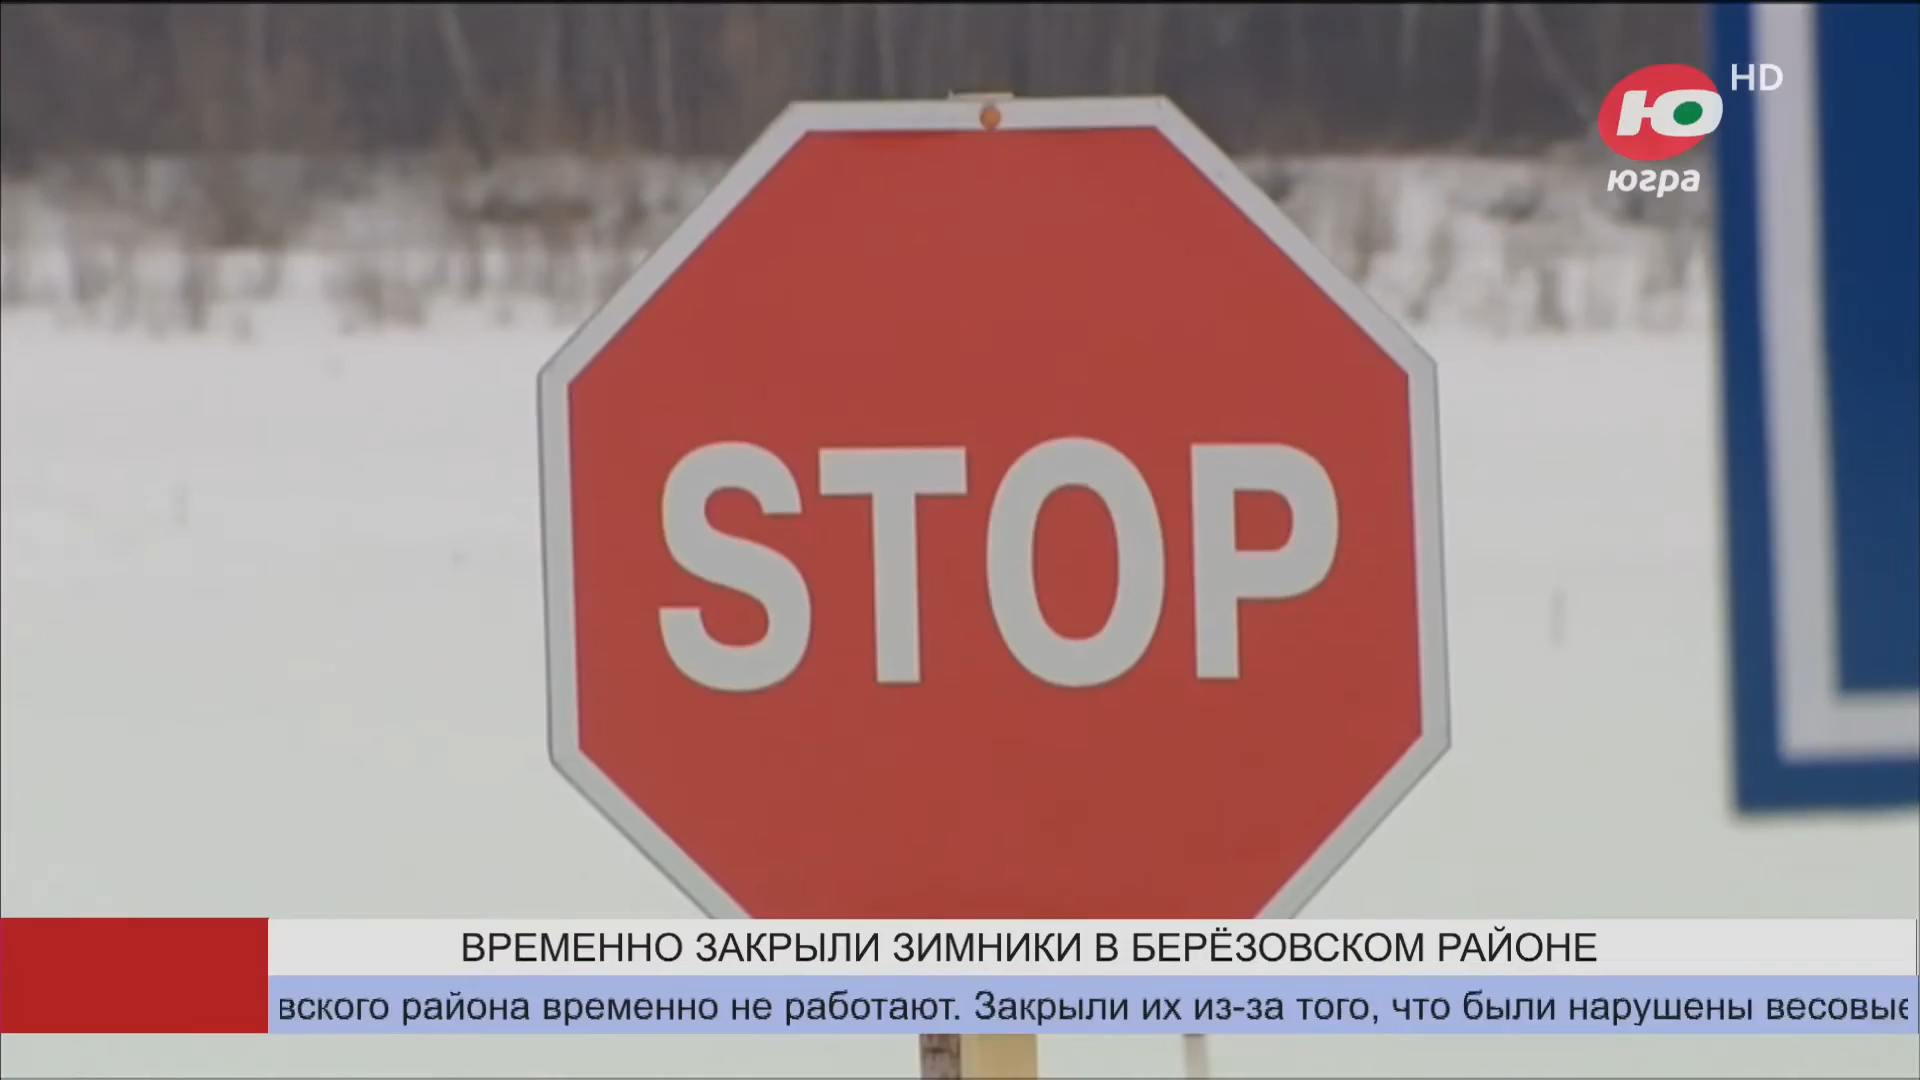 HD
Ю
югра
STOP
ВРЕМЕННО ЗАКРЫЛИ ЗИМНИКИ В БЕРЁЗОВСКОМ РАЙОНЕ
вского района временно не работают. Закрыли их из-за того, что были нарушены весовые